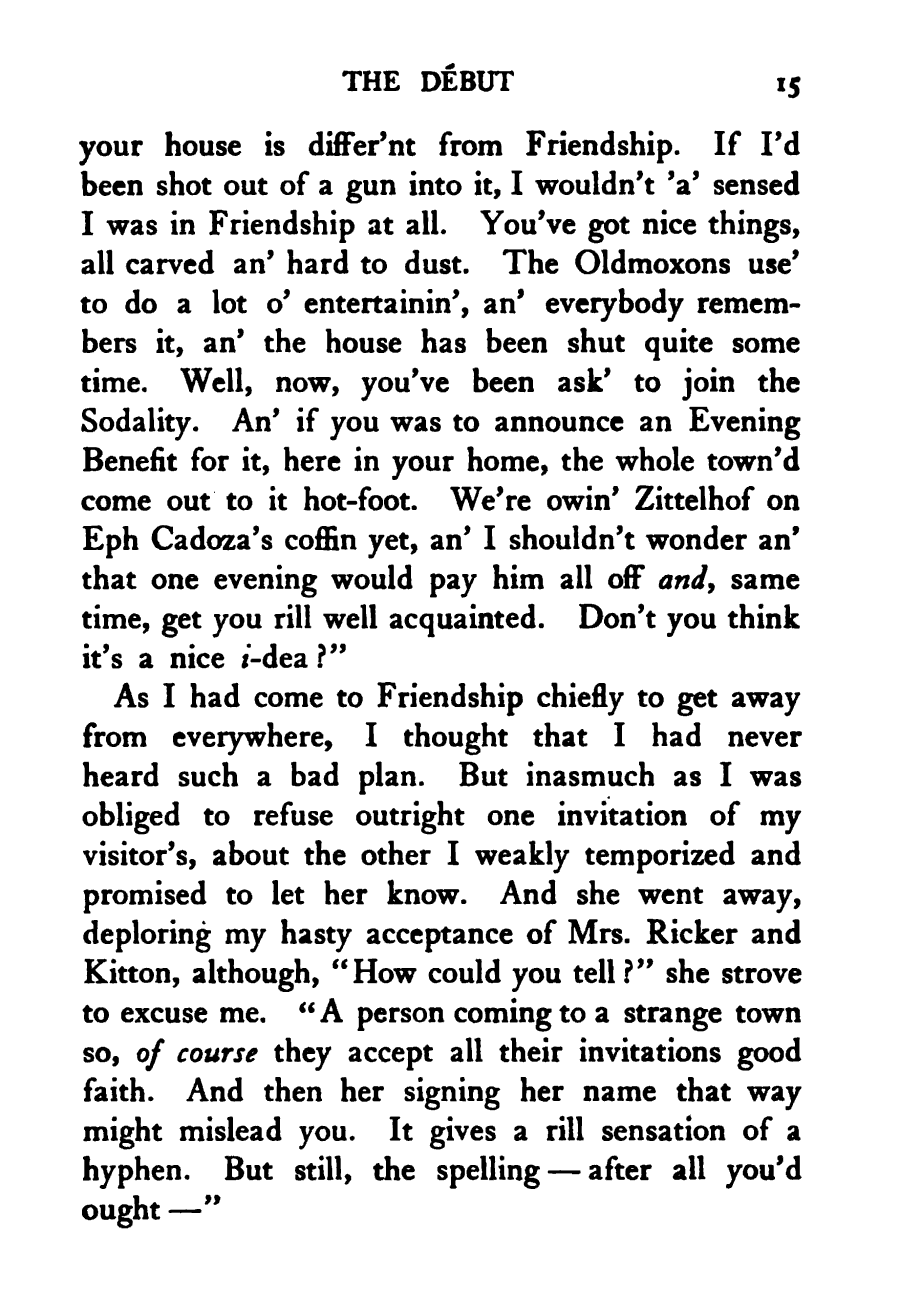 THE DÉBUT 15
your house is differ'nt from Friendship. If I'd
been shot out of a gun into it, I wouldn't 'a' sensed
I was in Friendship at all. You've got nice things,
all carved an' hard to dust. The Oldmoxons use'
to do a lot o' entertainin', an' everybody remem-
bers it, an' the house has been shut quite some
time. Well, now, you've been ask' to join the
Sodality. An' if you was to announce an Evening
Benefit for it, here in your home, the whole town'd
come out to it hot-foot. We're owin' Zittelhof on
Eph Cadoza's coffin yet, an' I shouldn't wonder an'
that one evening would pay him all off and, same
time, get you rill well acquainted. Don't you think
it's a nice i-dea?"
As I had come to Friendship chiefly to get away
from everywhere, I thought that I had never
heard such a bad plan. But inasmuch as I was
obliged to refuse outright one invitation of my
visitor's, about the other I weakly temporized and
promised to let her know. And she went away,
deploring my hasty acceptance of Mrs. Ricker and
Kitton, although, "How could you tell?" she strove
to excuse me. "A person coming to a strange town
so, of course they accept all their invitations good
faith. And then her signing her name that way
might mislead you. It gives a rill sensation of a
hyphen. But still, the spelling — after all you'd
ought —"